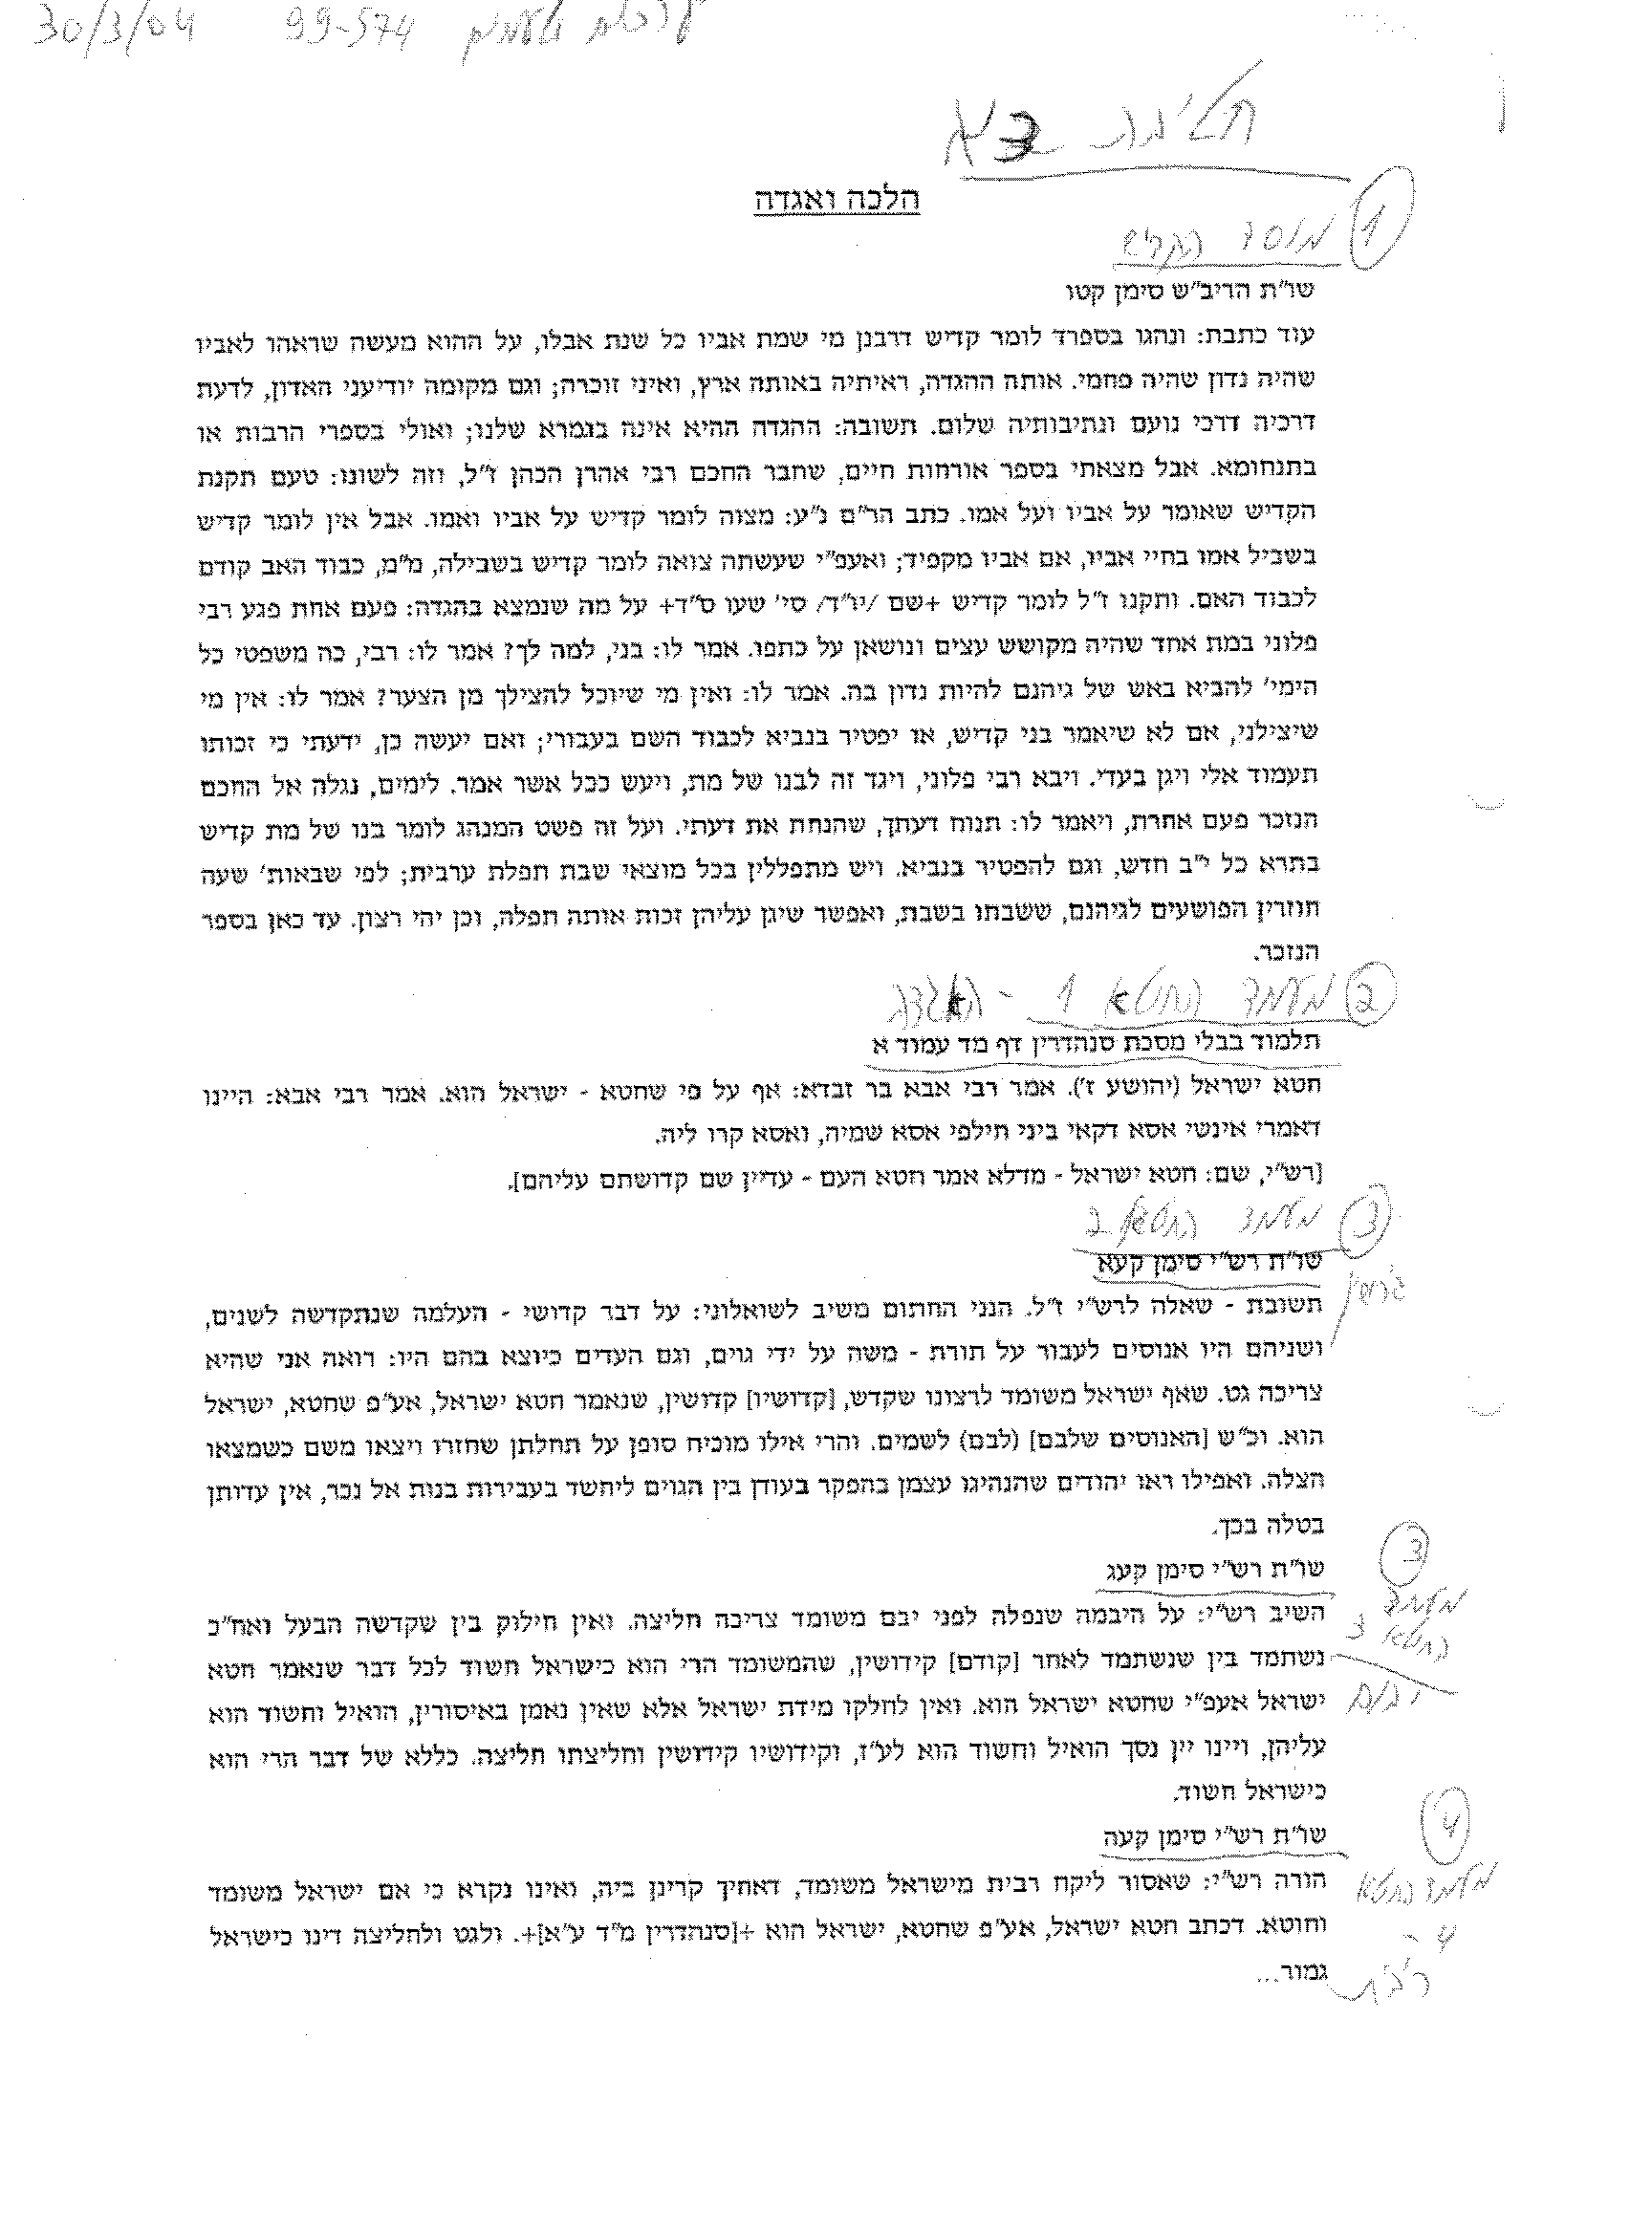 30/3/04 99-574
הלכה ואגדה
1 מוסד הקדיש
שו"ת הריב"ש סימן קטו
עוד כתבת: ונהגו בספרד לומר קדיש דרבנן מי שמת אביו כל שנת אבלו, על ההוא מעשה שראהו לאביו
שהיה נדון שהיה פחמי. אותה ההגדה, ראיתיה באותה ארץ, ואיני זוכרה; וגם מקומה יודיעני האדון, לדעת
דרכיה דרכי נועם ונתיבותיה שלום. תשובה: ההגדה ההיא אינה בגמרא שלנו; ואולי בספרי הרבות או
בתנחומא. אבל מצאתי בספר אורחות חיים, שחבר החכם רבי אהרן הכהן ז"ל, וזה לשונו: טעם תקנת
הקדיש שאומר על אביו ועל אמו. כתב הר"ם נ"ע: מצוה לומר קדיש על אביו ואמו. אבל אין לומר קדיש
בשביל אמו בחיי אביו, אם אביו מקפיד; ואעפ"י שעשתה צואה לומר קדיש בשבילה, מ"מ, כבוד האב קודם
לכבוד האם. ותקנו ז"ל לומר קדיש +שם /יו"ד/ סי' שעו ס"ד+ על מה שנמצא בהגדה: פעם אחת פגע רבי
פלוני במת אחד שהיה מקושש עצים ונושאן על כתפו. אמר לו: בני, למה לך? אמר לו: רבי, כה משפטי כל
הימי' להביא באש של גיהנם להיות נדון בה. אמר לו: ואין מי שיוכל להצילך מן הצער? אמר לו: אין מי
שיצילני, אם לא שיאמר בני קדיש, או יפטיר בנביא לכבוד השם בעבורי; ואם יעשה כן, ידעתי כי זכותו
תעמוד אלי ויגן בעדי. ויבא רבי פלוני, ויגד זה לבנו של מת, ויעש ככל אשר אמר. לימים, נגלה אל החכם
הנזכר פעם אחרת, ויאמר לו: תנוח דעתך, שהנחת את דעתי. ועל זה פשט המנהג לומר בנו של מת קדיש
בתרא כל י"ב חדש, וגם להפטיר בנביא. ויש מתפללין בכל מוצאי שבת תפלת ערבית; לפי שבאות' שעה
חוזרין הפושעים לגיהנם, ששבתו בשבת, ואפשר שיגן עליהן זכות אותה תפלה, וכן יהי רצון. עד כאן בספר
הנזכר.
2 מעמד החוטא 1 -
תלמוד בבלי מסכת סנהדרין דף מד עמוד א
חטא ישראל (יהושע ז'). אמר רבי אבא בר זבדא: אף על פי שחטא - ישראל הוא. אמר רבי אבא: היינו
דאמרי אינשי אסא דקאי ביני חילפי אסא שמיה, ואסא קרו ליה.
[רש"י, שם: חטא ישראל - מדלא אמר חטא העם - עדיין שם קדושתם עליהם].
3 מעמד החוטא 2
שו"ת רש"י סימן קעא
תשובת - שאלה לרש"י ז"ל. הנני החתום משיב לשואלוני: על דבר קדושי - העלמה שנתקדשה לשנים,
ושניהם היו אנוסים לעבור על תורת - משה על ידי גוים, וגם העדים כיוצא בהם היו: רואה אני שהיא
צריכה גט. שאף ישראל משומד לרצונו שקדש, [קדושיו] קדושין, שנאמר חטא ישראל, אע"פ שחטא, ישראל
הוא. וכ"ש [האנוסים שלבם] (לבם) לשמים. והרי אילו מוכיח סופן על תחלתן שחזרו ויצאו משם כשמצאו
הצלה. ואפילו ראו יהודים שהנהיגו עצמן בהפקר בעודן בין הגוים ליחשד בעבירות בנות אל נכר, אין עדותן
בטלה בכך.
שו"ת רש"י סימן קעג
3
מעמד
החוטא 3
יבום
השיב רש"י: על היבמה שנפלה לפני יבם משומד צריכה חליצה. ואין חילוק בין שקדשה הבעל ואח"כ
נשתמד בין שנשתמד לאחר [קודם] קידושין, שהמשומד הרי הוא כישראל חשוד לכל דבר שנאמר חטא
ישראל אעפ"י שחטא ישראל הוא. ואין לחלקו מידת ישראל אלא שאין נאמן באיסורין, הואיל וחשוד הוא
עליהן, ויינו יין נסך הואיל וחשוד הוא לע"ז, וקידושיו קידושין וחליצתו חליצה. כללא של דבר הרי הוא
כישראל חשוד.
שו"ת רש"י סימן קעה
4
מעמד החוטא
4 -
ריבית
הורה רש"י: שאסור ליקח רבית מישראל משומד, דאחיך קרינן ביה, ואינו נקרא כי אם ישראל משומד
וחוטא. דכתב חטא ישראל, אע"פ שחטא, ישראל הוא +[סנהדרין מ"ד ע"א]+. ולגט ולחליצה דינו כישראל
גמור...